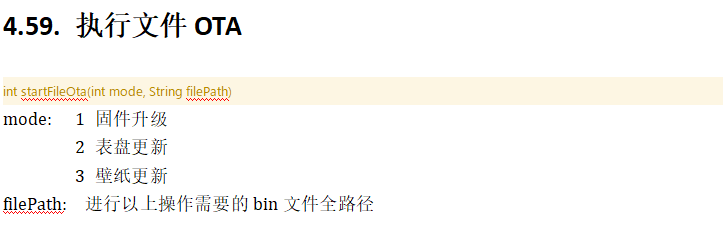 4.59. 执行文件 OTA
int startFileOta(int mode, String filePath)
mode: 1 固件升级
2 表盘更新
3 壁纸更新
filePath: 进行以上操作需要的 bin 文件全路径